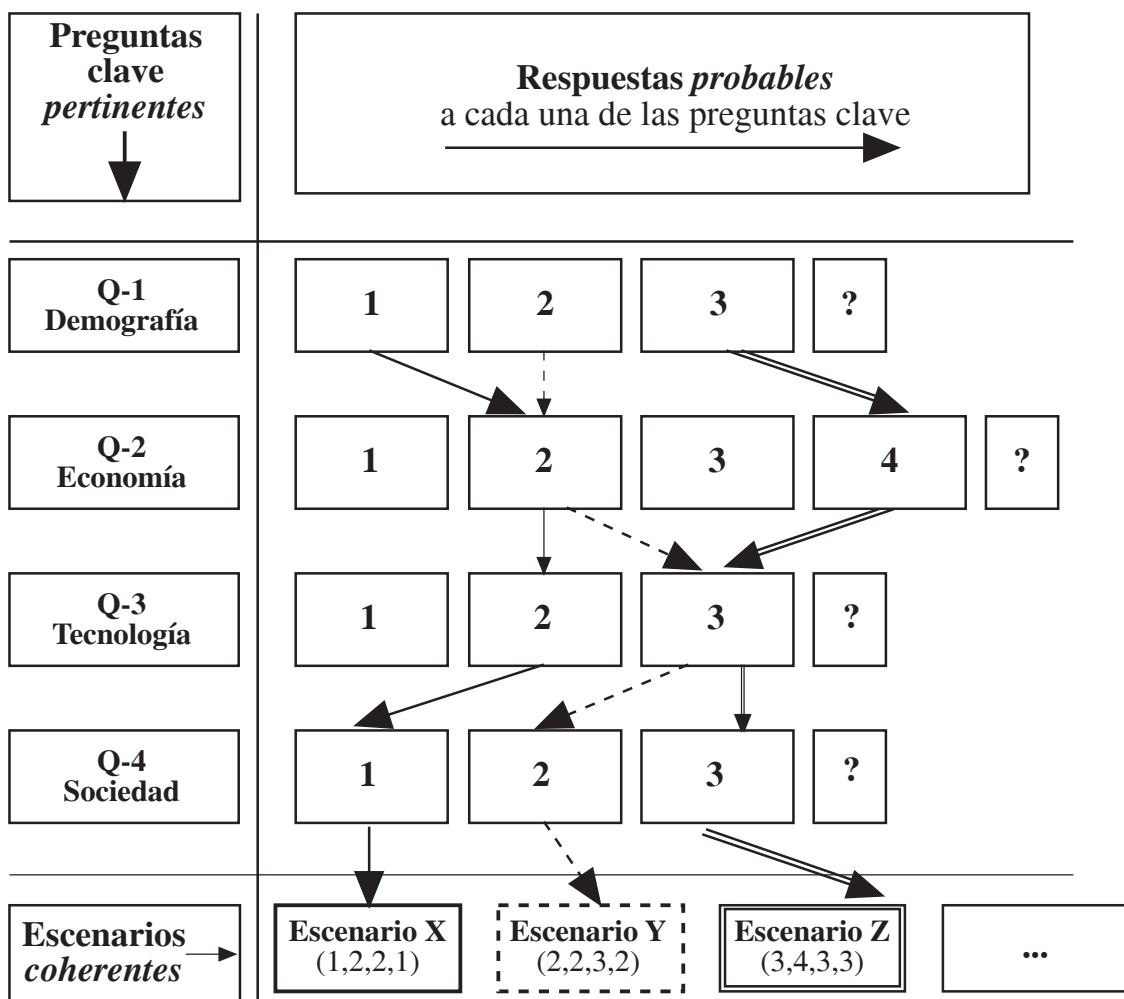 Preguntas
clave
pertinentes
Respuestas probables
a cada una de las preguntas clave
Q-1
Demografía
1
2
3
?
Q-2
Economía
1
2
3
4
?
Q-3
Tecnología
1
2
3
?
Q-4
Sociedad
1
2
3
?
Escenarios
coherentes
Escenario X
(1,2,2,1)
Escenario Y
(2,2,3,2)
Escenario Z
(3,4,3,3)
...